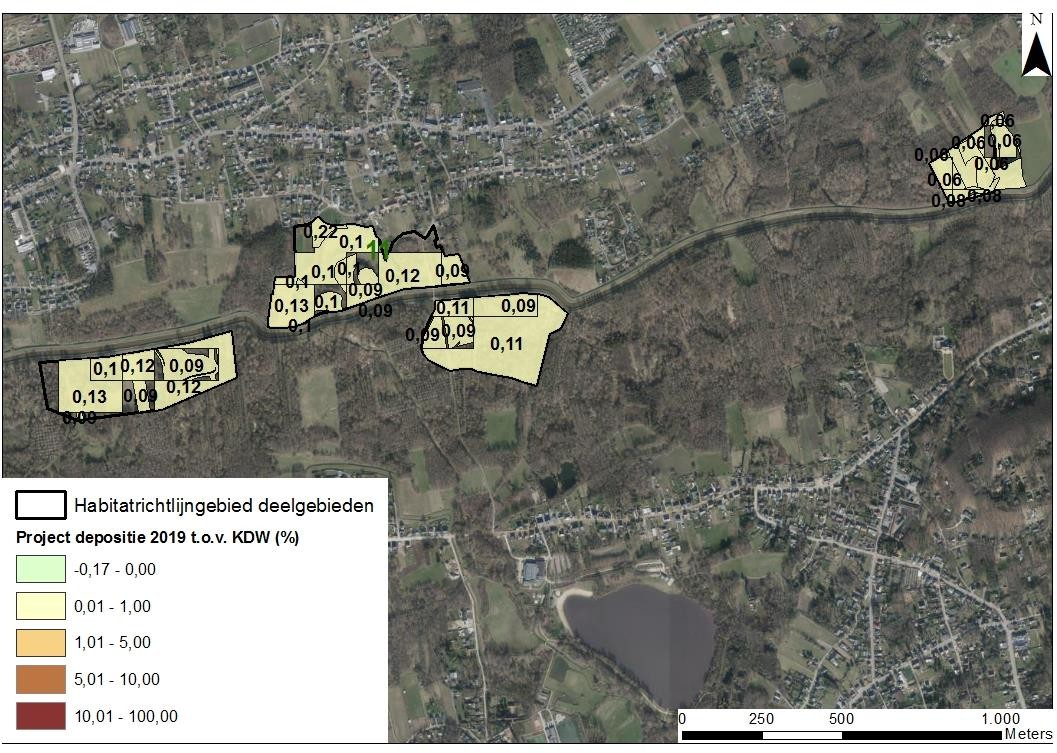 N
0,06
0,06 0,06
0,06 0,06
0,06
0,08 0,08
0,22 0,1 11
0,1 0,12 0,09
0,1 0,09
0,13 0,1 0,09
0,1
0,11 0,09
0,09 0,09 0,11
0,1 0,12 0,09
0,13 0,09 0,12
Habitatrichtlijngebied deelgebieden
Project depositie 2019 t.o.v. KDW (%)
-0,17 - 0,00
0,01 - 1,00
1,01 - 5,00
5,01 - 10,00
10,01 - 100,00
0 250 500 1.000
Meters